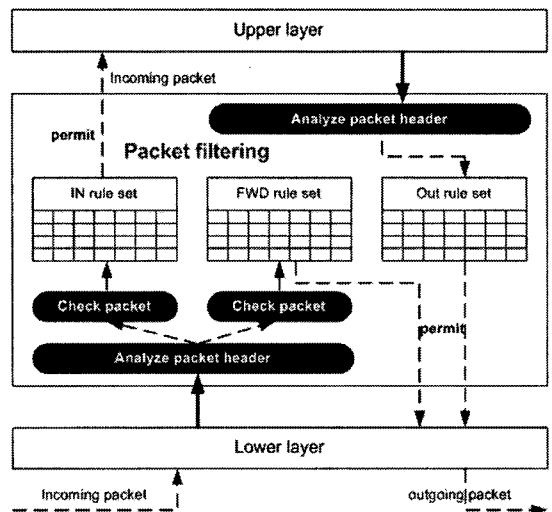 Upper layer
Incoming packet
Analyze packet header
permit
Packet filtering
IN rule set
FWD rule set
Out rule set
Check packet
Check packet
permit
Analyze packet header
Lower layer
Incoming packet
outgoing packet